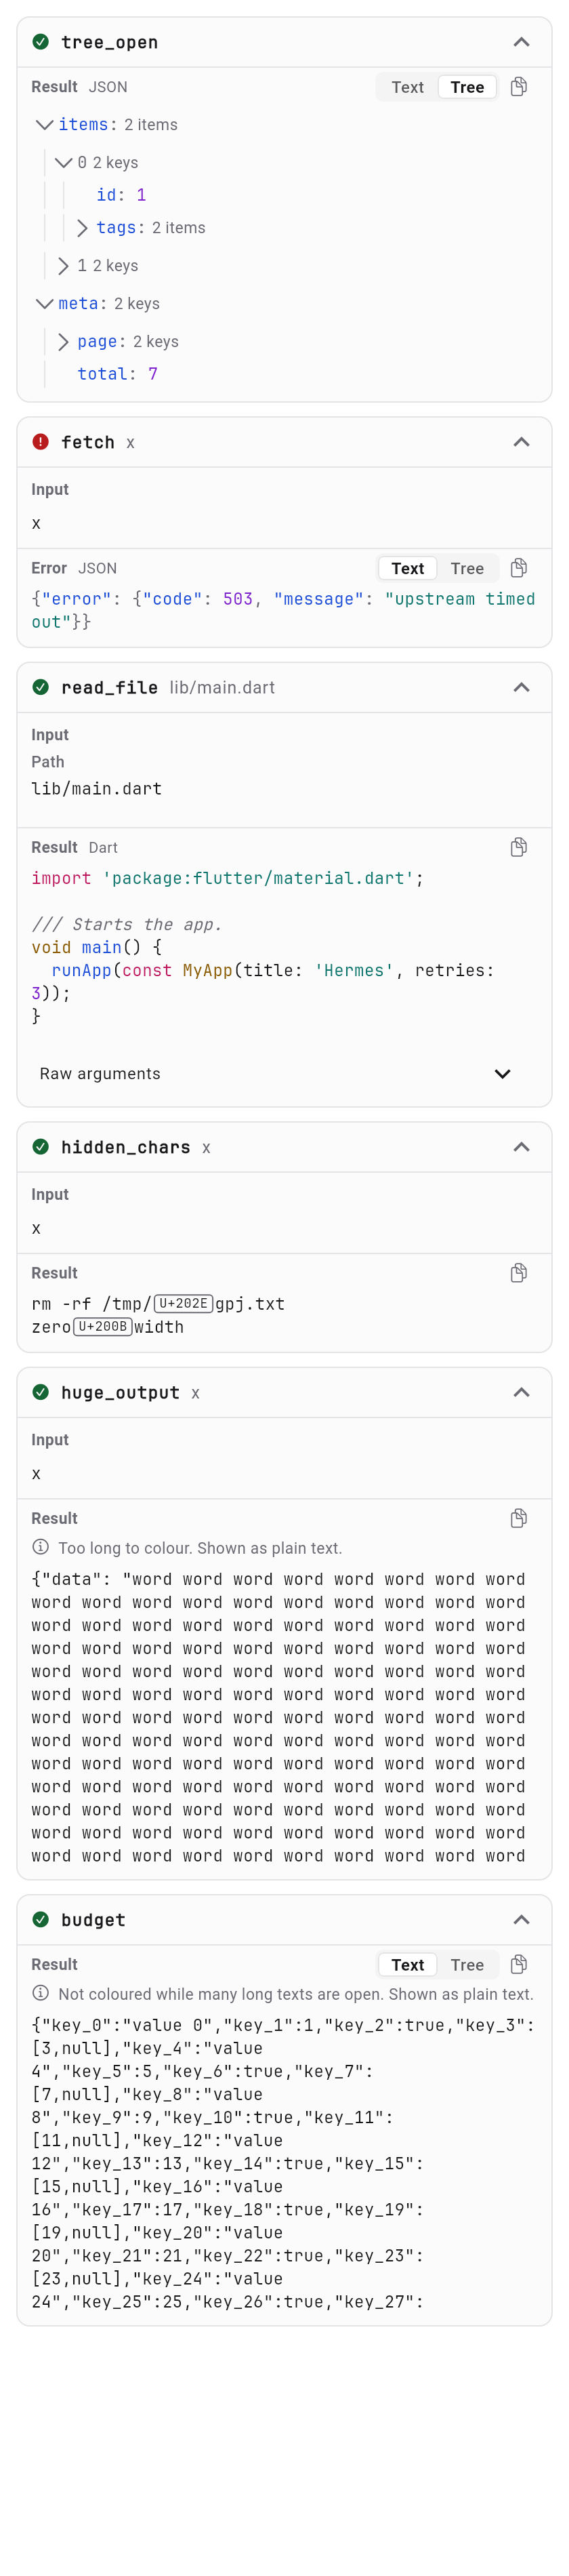 tree_open
Result JSON Text Tree
items: 2 items
0 2 keys
id: 1
tags: 2 items
1 2 keys
meta: 2 keys
page: 2 keys
total: 7
fetch x
Input
x
Error JSON Text Tree
{"error": {"code": 503, "message": "upstream timed
out"}}
read_file lib/main.dart
Input
Path
lib/main.dart
Result Dart
import 'package:flutter/material.dart';
/// Starts the app.
void main() {
  runApp(const MyApp(title: 'Hermes', retries:
3));
}
Raw arguments
hidden_chars x
Input
x
Result
rm -rf /tmp/U+202Egpj.txt
zeroU+200Bwidth
huge_output x
Input
x
Result
Too long to colour. Shown as plain text.
{"data": "word word word word word word word word
word word word word word word word word word word
word word word word word word word word word word
word word word word word word word word word word
word word word word word word word word word word
word word word word word word word word word word
word word word word word word word word word word
word word word word word word word word word word
word word word word word word word word word word
word word word word word word word word word word
word word word word word word word word word word
word word word word word word word word word word
word word word word word word word word word word
budget
Result Text Tree
Not coloured while many long texts are open. Shown as plain text.
{"key_0":"value 0","key_1":1,"key_2":true,"key_3":
[3,null],"key_4":"value
4","key_5":5,"key_6":true,"key_7":
[7,null],"key_8":"value
8","key_9":9,"key_10":true,"key_11":
[11,null],"key_12":"value
12","key_13":13,"key_14":true,"key_15":
[15,null],"key_16":"value
16","key_17":17,"key_18":true,"key_19":
[19,null],"key_20":"value
20","key_21":21,"key_22":true,"key_23":
[23,null],"key_24":"value
24","key_25":25,"key_26":true,"key_27":